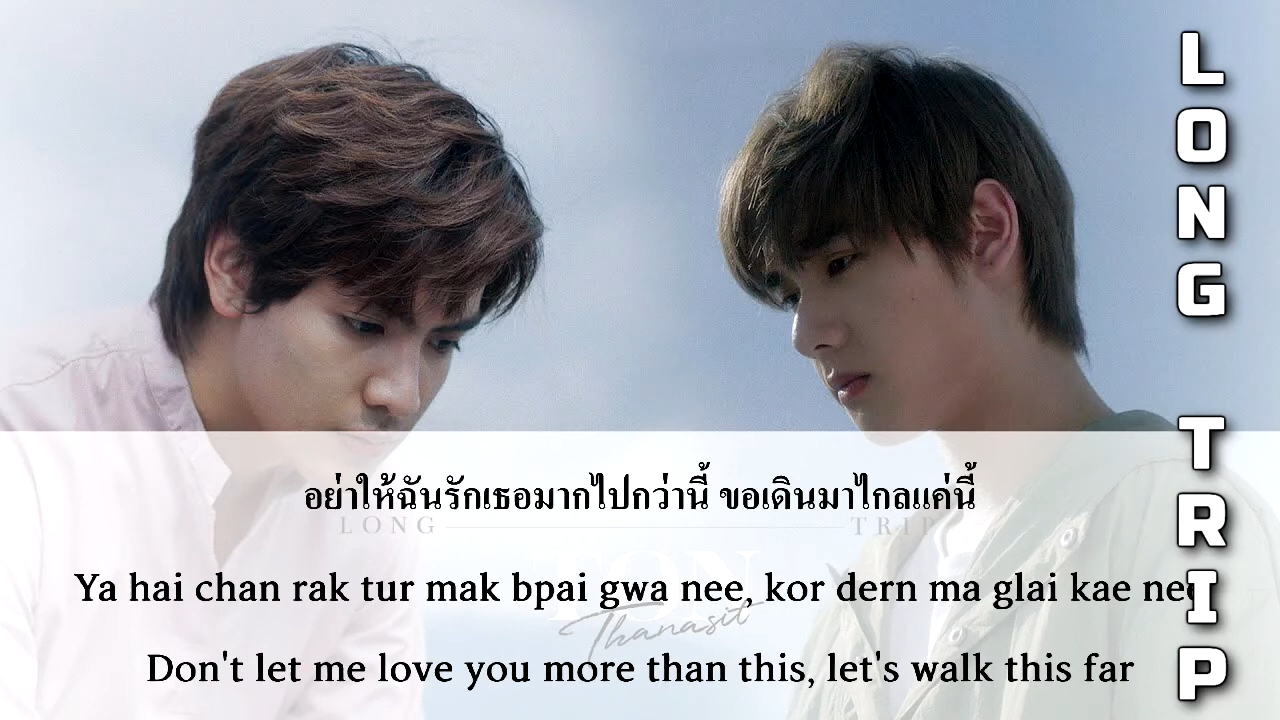 LONG TRIP
อย่าให้ฉันรักเธอมากไปกว่านี้ ขอเดินมาไกลแค่นี้
LONG TRIP
TON
Thanasit
Ya hai chan rak tur mak bpai gwa nee, kor dern ma glai kae nee
Don't let me love you more than this, let's walk this far